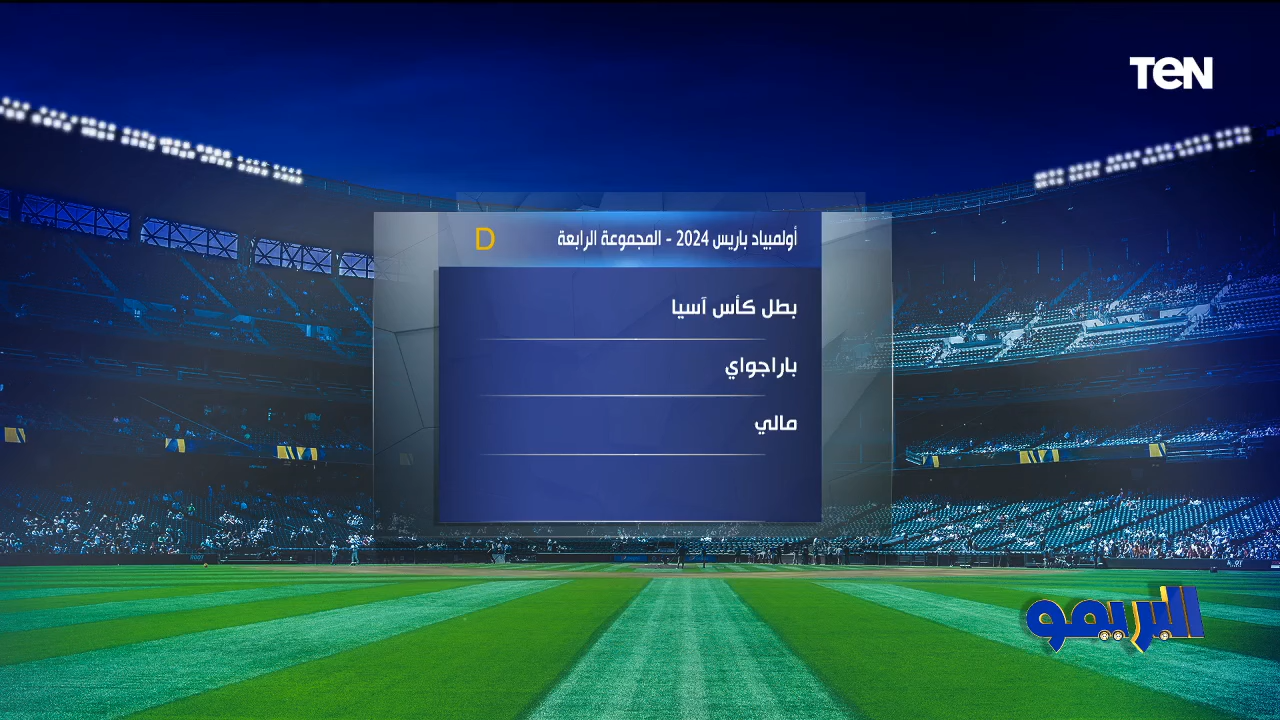 TEN
أولمبياد باريس 2024 - المجموعة الرابعة D
بطل كأس آسيا
باراجواي
مالي
البريمو